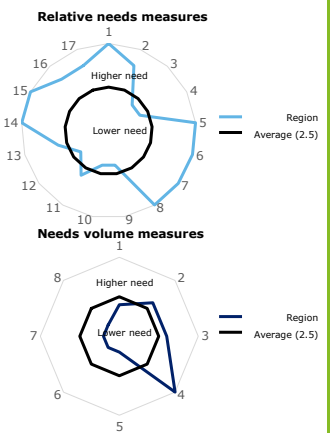 Relative needs measures
1
17
2
16
3
Higher need
15
4
14
Lower need
5
Region
Average (2.5)
13
6
12
7
11
8
10
9
Needs volume measures
1
8
Higher need
2
7
Lower need
3
Region
Average (2.5)
6
4
5